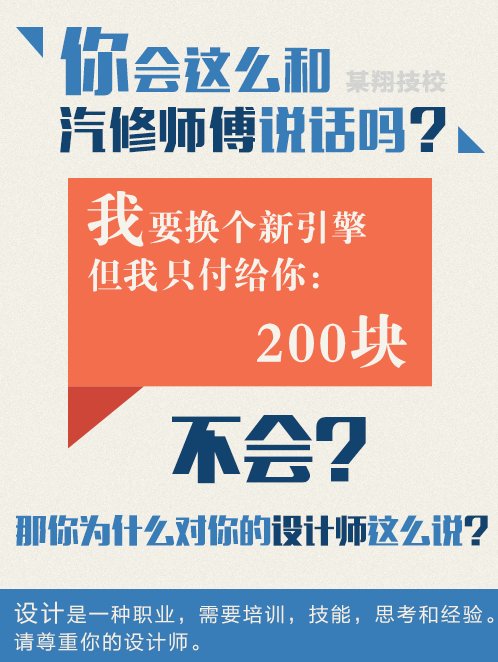 你会这么和 某翔技校
汽修师傅说话吗?
我要换个新引擎
但我只付给你:
200块
不会?
那你为什么对你的设计师这么说?
设计是一种职业，需要培训，技能，思考和经验。
请尊重你的设计师。